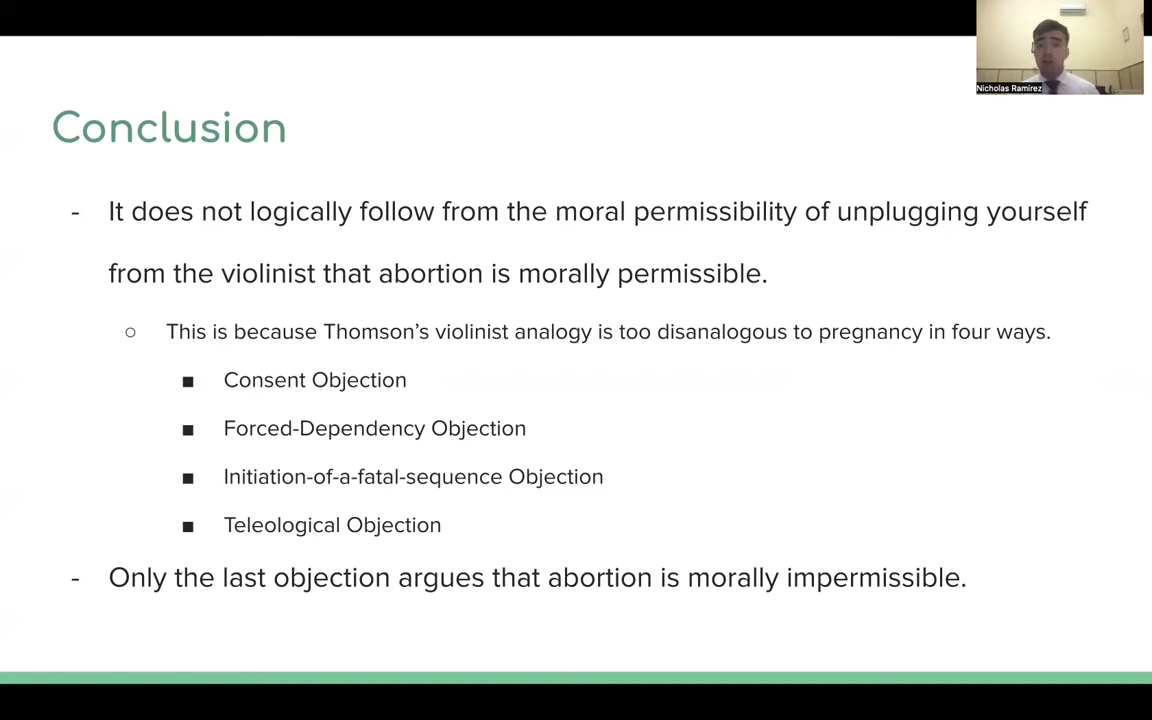 Nicholas Ramirez
Conclusion
- It does not logically follow from the moral permissibility of unplugging yourself
from the violinist that abortion is morally permissible.
○ This is because Thomson’s violinist analogy is too disanalogous to pregnancy in four ways.
■ Consent Objection
■ Forced-Dependency Objection
■ Initiation-of-a-fatal-sequence Objection
■ Teleological Objection
- Only the last objection argues that abortion is morally impermissible.